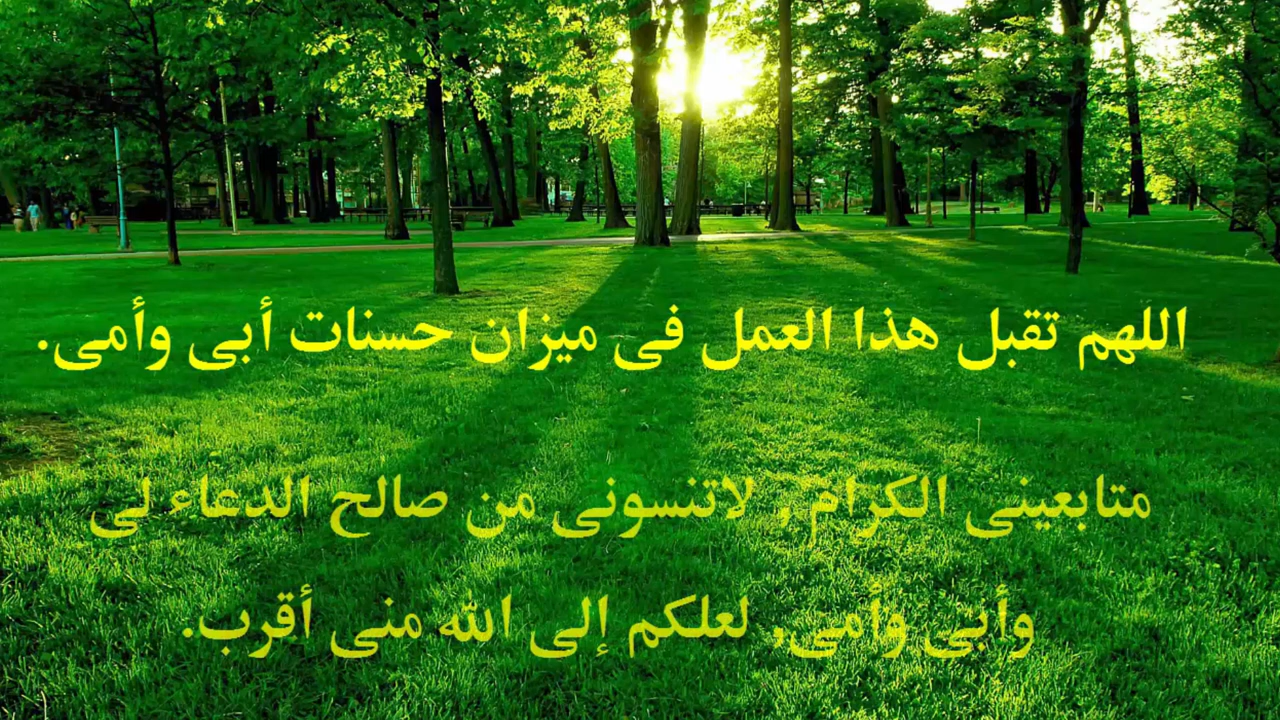 اللهم تقبل هذا العمل فى ميزان حسنات أبى وأمى.
متابعينى الكرام, لاتنسونى من صالح الدعاء لى
وأبى وأمى, لعلكم إلى الله منى أقرب.